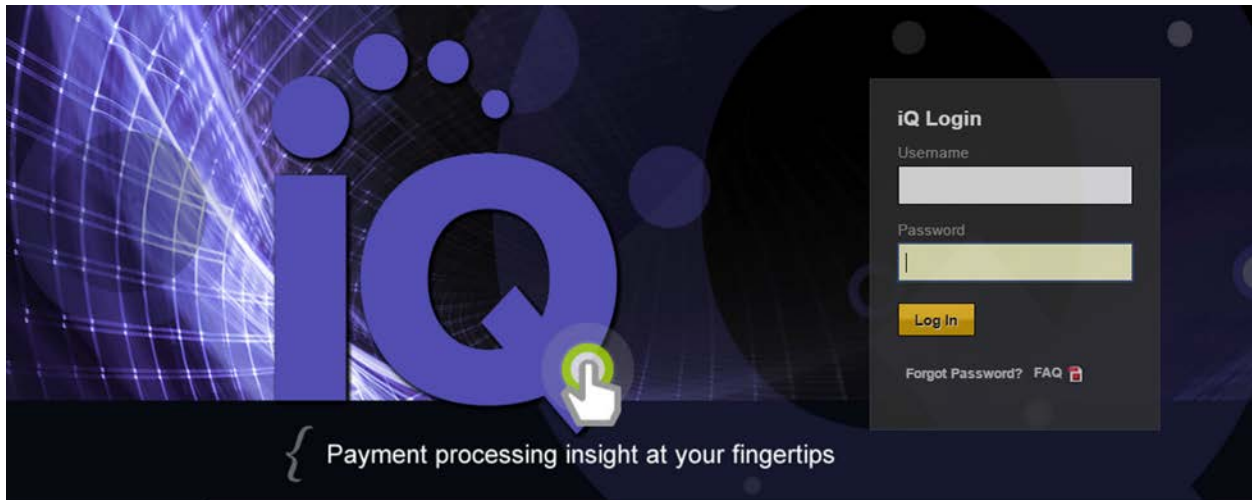 iQ
iQ Login
Username
Password
Log In
Forgot Password? FAQ
{ Payment processing insight at your fingertips